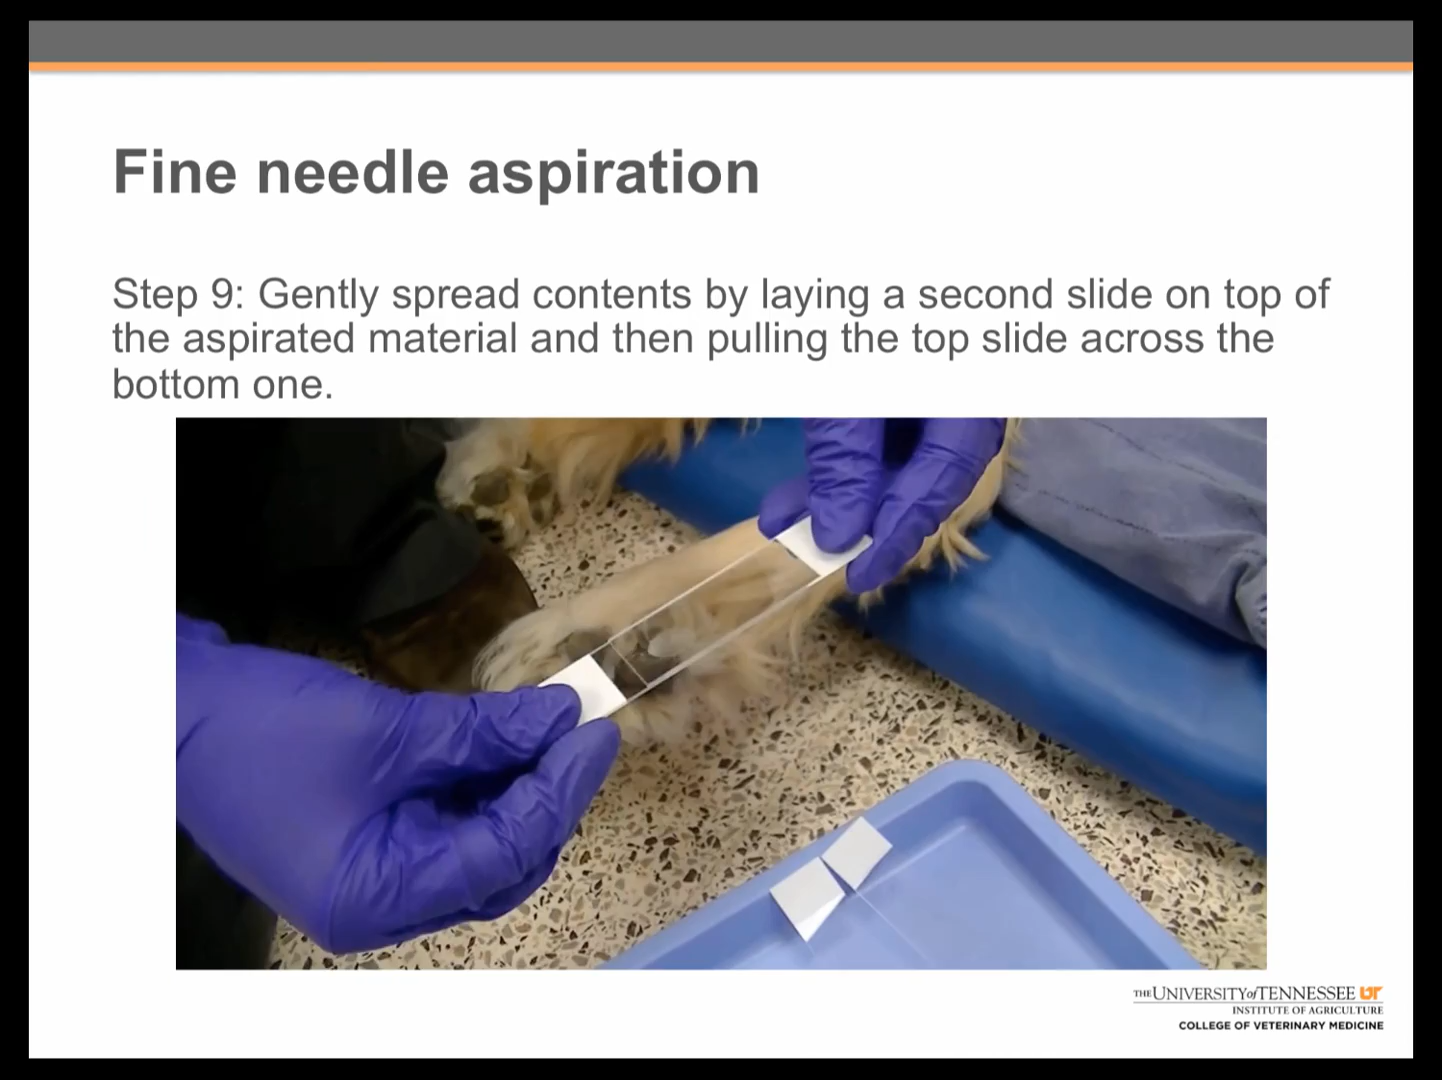 Fine needle aspiration
Step 9: Gently spread contents by laying a second slide on top of
the aspirated material and then pulling the top slide across the
bottom one.
THE UNIVERSITY of TENNESSEE UT
INSTITUTE OF AGRICULTURE
COLLEGE OF VETERINARY MEDICINE